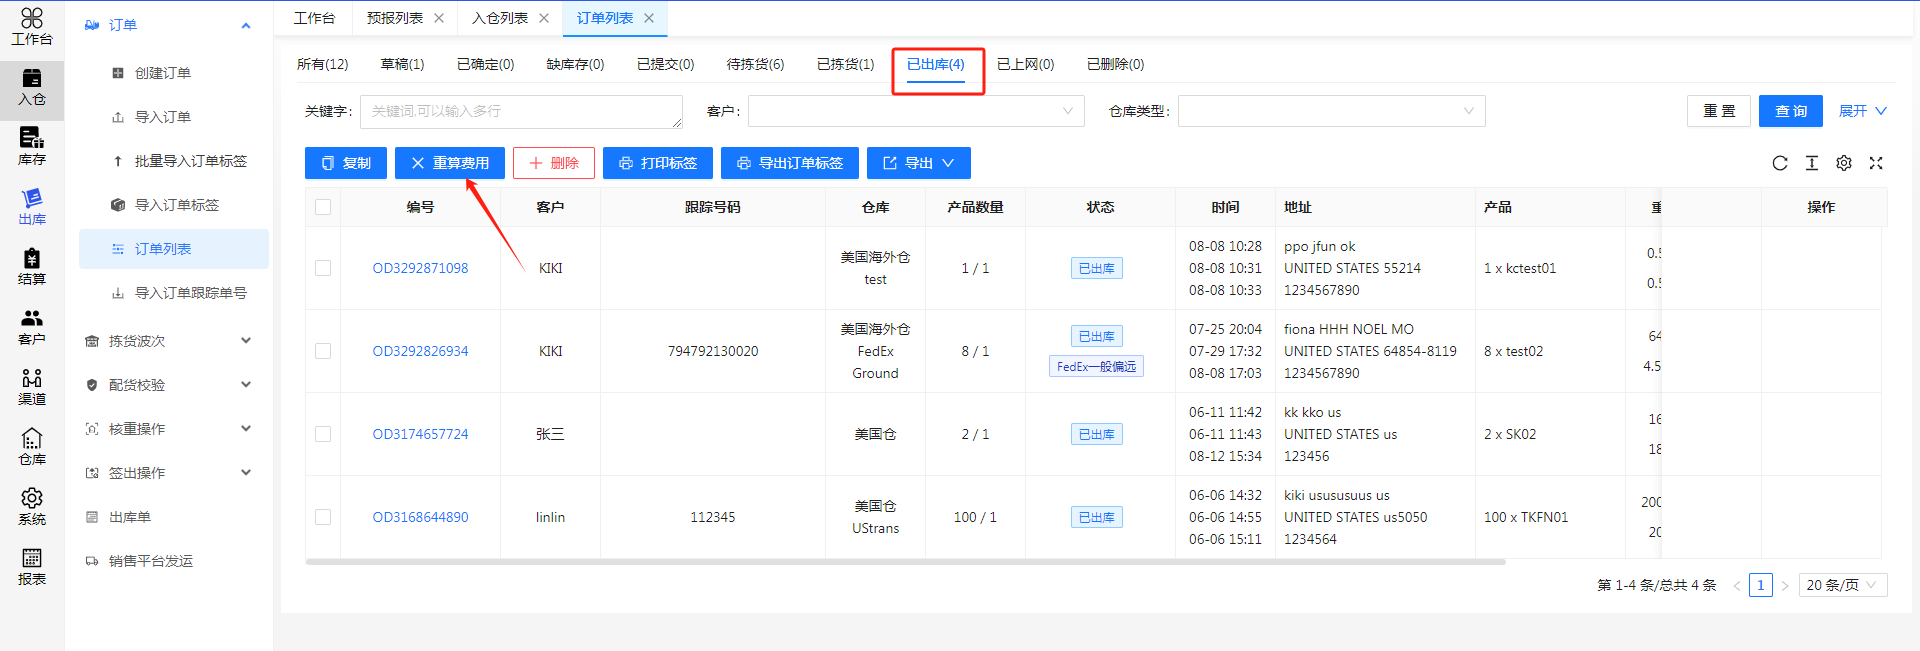 工作台
入仓
库存
出库
结算
客户
渠道
仓库
系统
报表
订单
创建订单
导入订单
批量导入订单标签
导入订单标签
订单列表
导入订单跟踪单号
拣货波次
配货校验
核重操作
签出操作
出库单
销售平台发运
工作台 预报列表 入仓列表 订单列表
所有(12) 草稿(1) 已确定(0) 缺库存(0) 已提交(0) 待拣货(6) 已拣货(1) 已出库(4) 已上网(0) 已删除(0)
关键字: 关键词,可以输入多行 客户: 仓库类型: 重 置 查 询 展开
复制 重算费用 删除 打印标签 导出订单标签 导出
编号 客户 跟踪号码 仓库 产品数量 状态 时间 地址 产品 重 操作
OD3292871098 KIKI 美国海外仓 test 1 / 1 已出库 08-08 10:28 08-08 10:31 08-08 10:33 ppo jfun ok UNITED STATES 55214 1234567890 1 x kctest01 0.5 0.5
OD3292826934 KIKI 794792130020 美国海外仓 FedEx Ground 8 / 1 已出库 FedEx一般偏远 07-25 20:04 07-29 17:32 08-08 17:03 fiona HHH NOEL MO UNITED STATES 64854-8119 1234567890 8 x test02 64 4.5
OD3174657724 张三 美国仓 2 / 1 已出库 06-11 11:42 06-11 11:43 08-12 15:34 kk kko us UNITED STATES us 123456 2 x SK02 16 18
OD3168644890 linlin 112345 美国仓 UStrans 100 / 1 已出库 06-06 14:32 06-06 14:55 06-06 15:11 kiki usususuus us UNITED STATES us5050 1234564 100 x TKFN01 200 20
第 1-4 条/总共 4 条 1 20 条/页